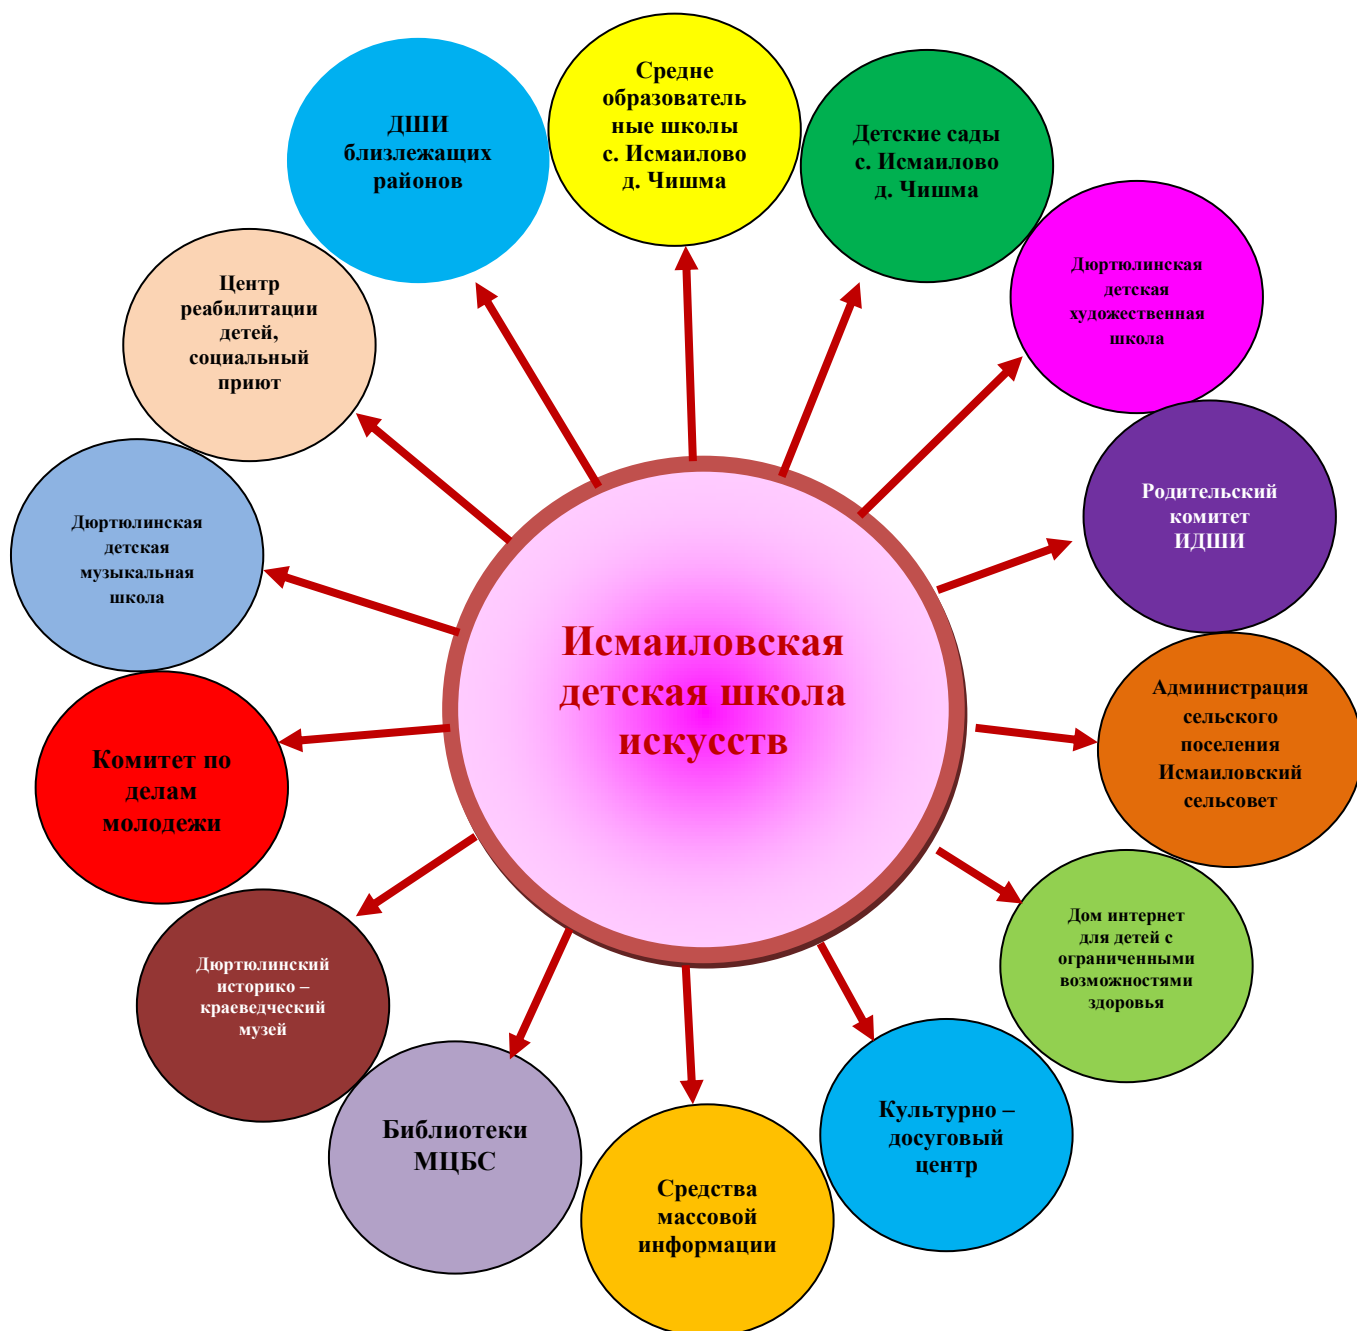 Средне
образователь
ные школы
с. Исмаилово
д. Чишма
Детские сады
с. Исмаилово
д. Чишма
Дюртюлинская
детская
художественная
школа
Родительский
комитет
ИДШИ
Администрация
сельского
поселения
Исмаиловский
сельсовет
Дом интернет
для детей с
ограниченными
возможностями
здоровья
Культурно –
досуговый
центр
Средства
массовой
информации
Библиотеки
МЦБС
Дюртюлинский
историко –
краеведческий
музей
Комитет по
делам
молодежи
Дюртюлинская
детская
музыкальная
школа
Центр
реабилитации
детей,
социальный
приют
ДШИ
близлежащих
районов
Исмаиловская
детская школа
искусств